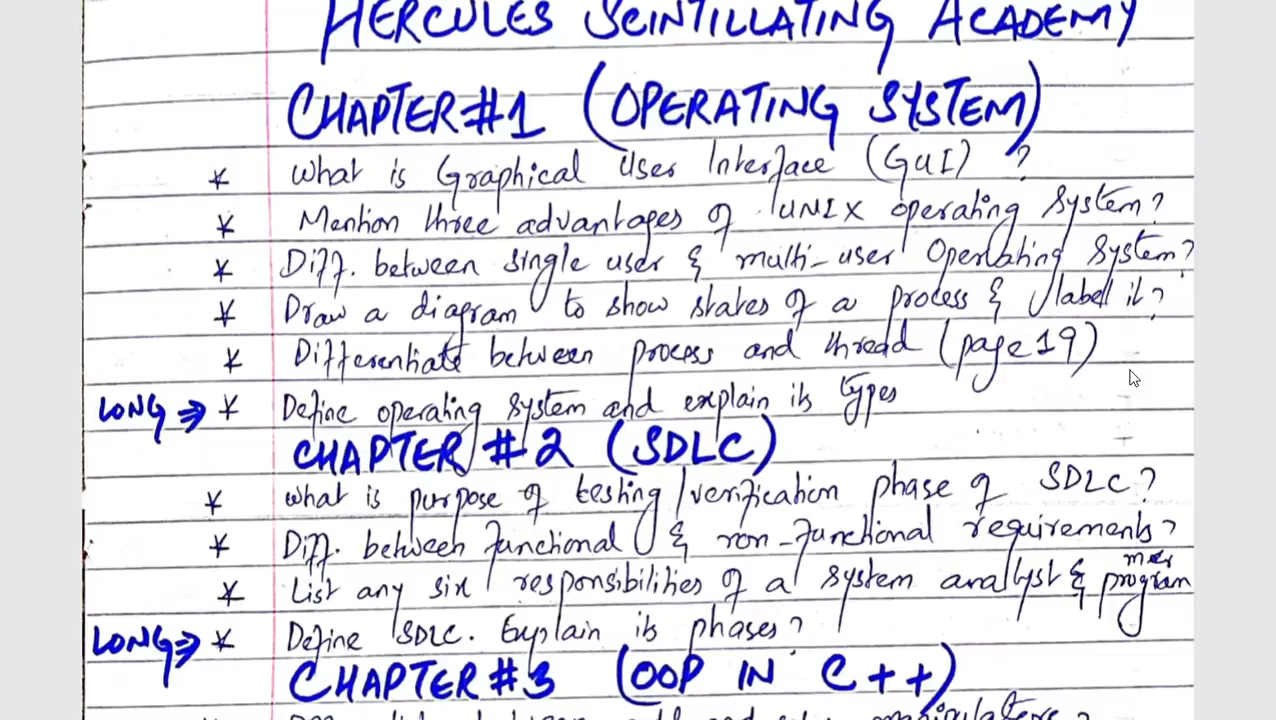 HERCULES SCINTILLATING ACADEMY
CHAPTER #1 (OPERATING SYSTEM)
* What is Graphical User Interface (GUI) ?
* Mention three advantages of UNIX operating System?
* Diff. between single user & multi-user Operating System?
* Draw a diagram to show states of a process & label it?
* Differentiate between process and thread (page 19)
LONG ⇒ * Define operating system and explain its types
CHAPTER #2 (SDLC)
* What is purpose of testing /verification phase of SDLC?
* Diff. between functional & non-functional requirements?
* List any six responsibilities of a system analyst & programmer
LONG ⇒ * Define SDLC. Explain its phases?
CHAPTER #3 (OOP IN C++)